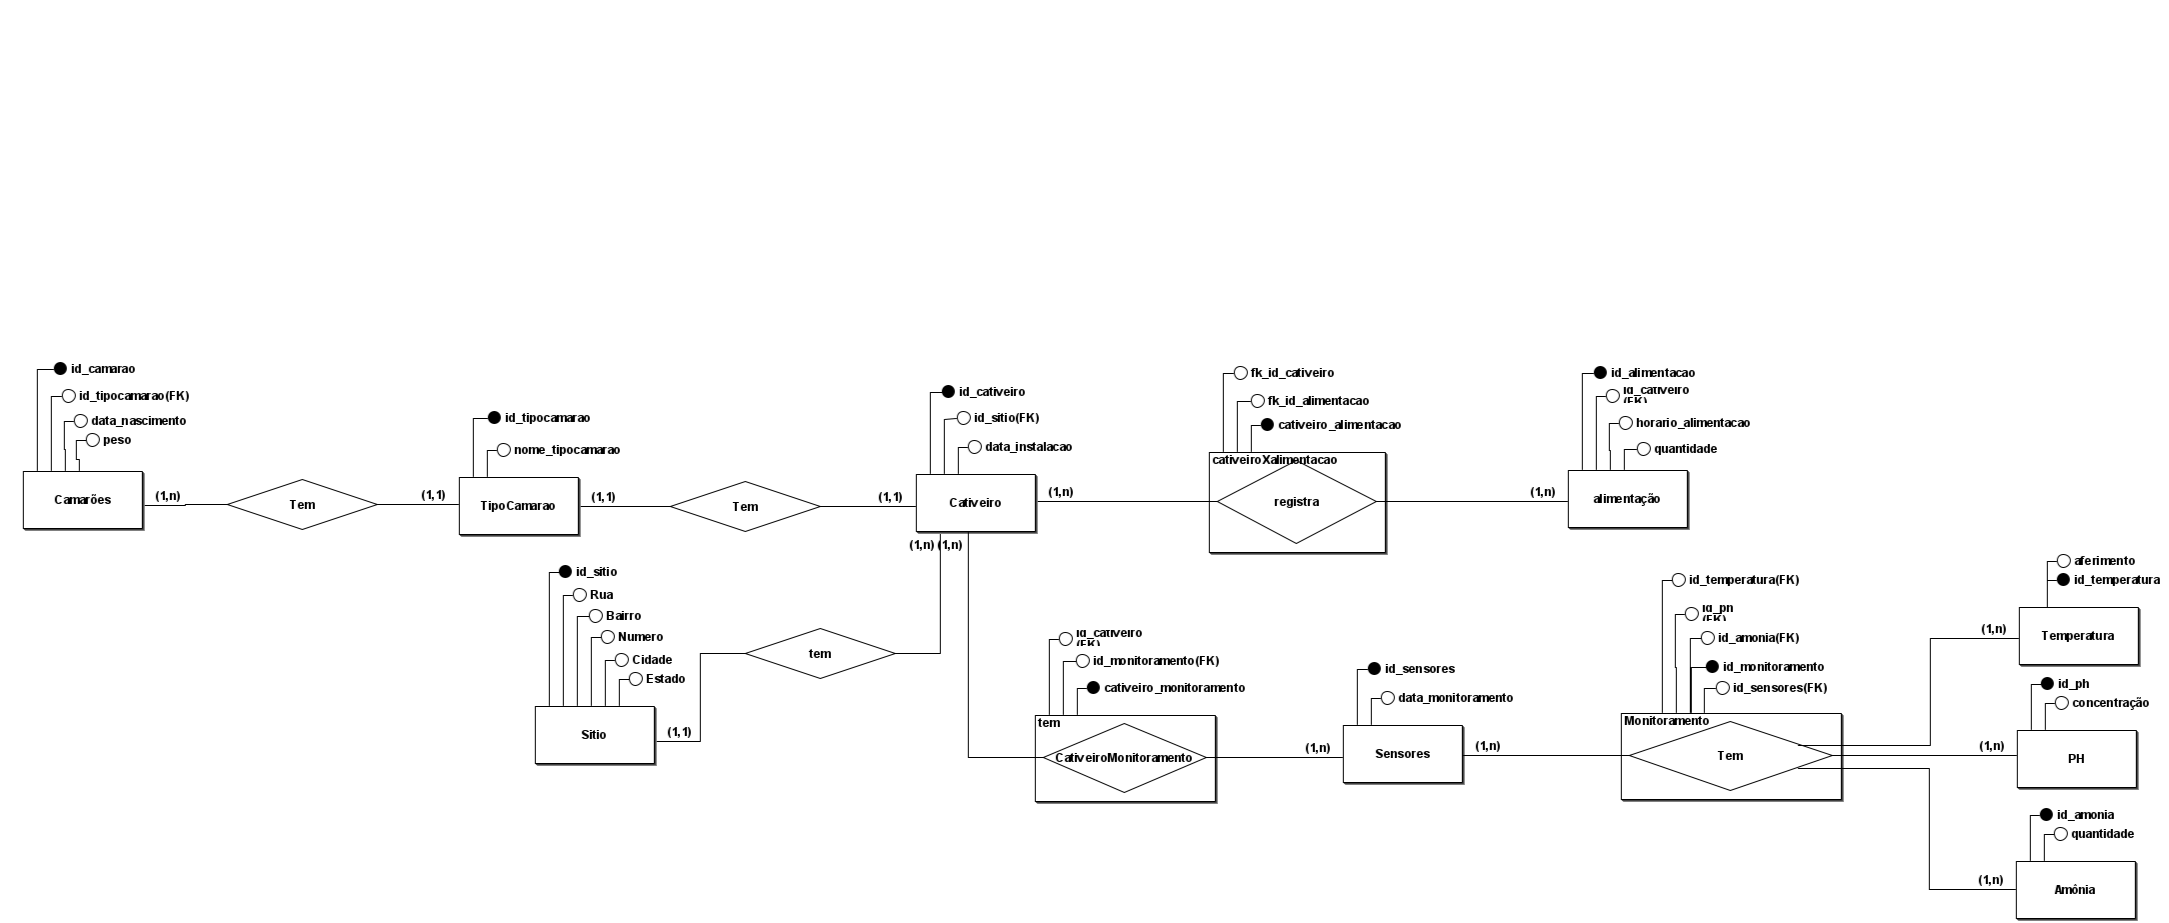 id_camarao
id_tipocamarao(FK)
data_nascimento
peso
Camarões
(1,n)
Tem
(1,1)
id_tipocamarao
nome_tipocamarao
TipoCamarao
(1,1)
Tem
(1,1)
id_cativeiro
id_sitio(FK)
data_instalacao
Cativeiro
(1,n)
(1,n)
(1,n)
fk_id_cativeiro
fk_id_alimentacao
cativeiro_alimentacao
cativeiroXalimentacao
registra
(1,n)
id_alimentacao
id_cativeiro
(FK)
horario_alimentacao
quantidade
alimentação
id_sitio
Rua
Bairro
Numero
Cidade
Estado
Sitio
(1,1)
tem
id_cativeiro
(FK)
id_monitoramento(FK)
cativeiro_monitoramento
tem
CativeiroMonitoramento
(1,n)
id_sensores
data_monitoramento
Sensores
(1,n)
id_temperatura(FK)
id_ph
(FK)
id_amonia(FK)
id_monitoramento
id_sensores(FK)
Monitoramento
Tem
(1,n)
aferimento
id_temperatura
Temperatura
(1,n)
id_ph
concentração
PH
(1,n)
id_amonia
quantidade
Amônia